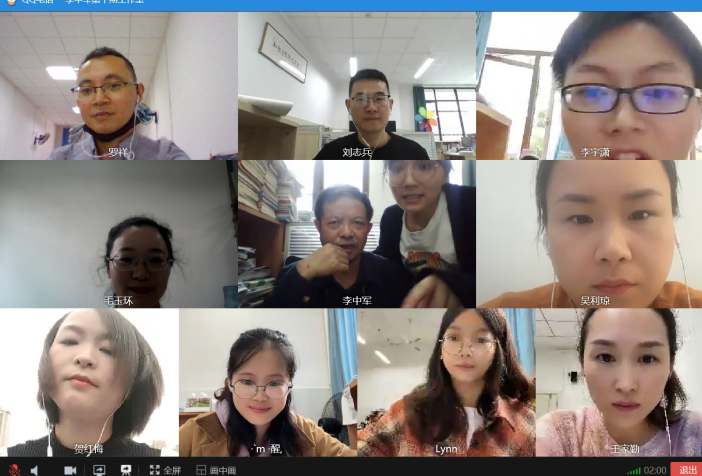 罗祥
刘志兵
李宇潇
毛玉环
李中军
吴利琼
贺红梅
`m 醒
Lynn
王家勤
全屏
画中画
02:00
退出